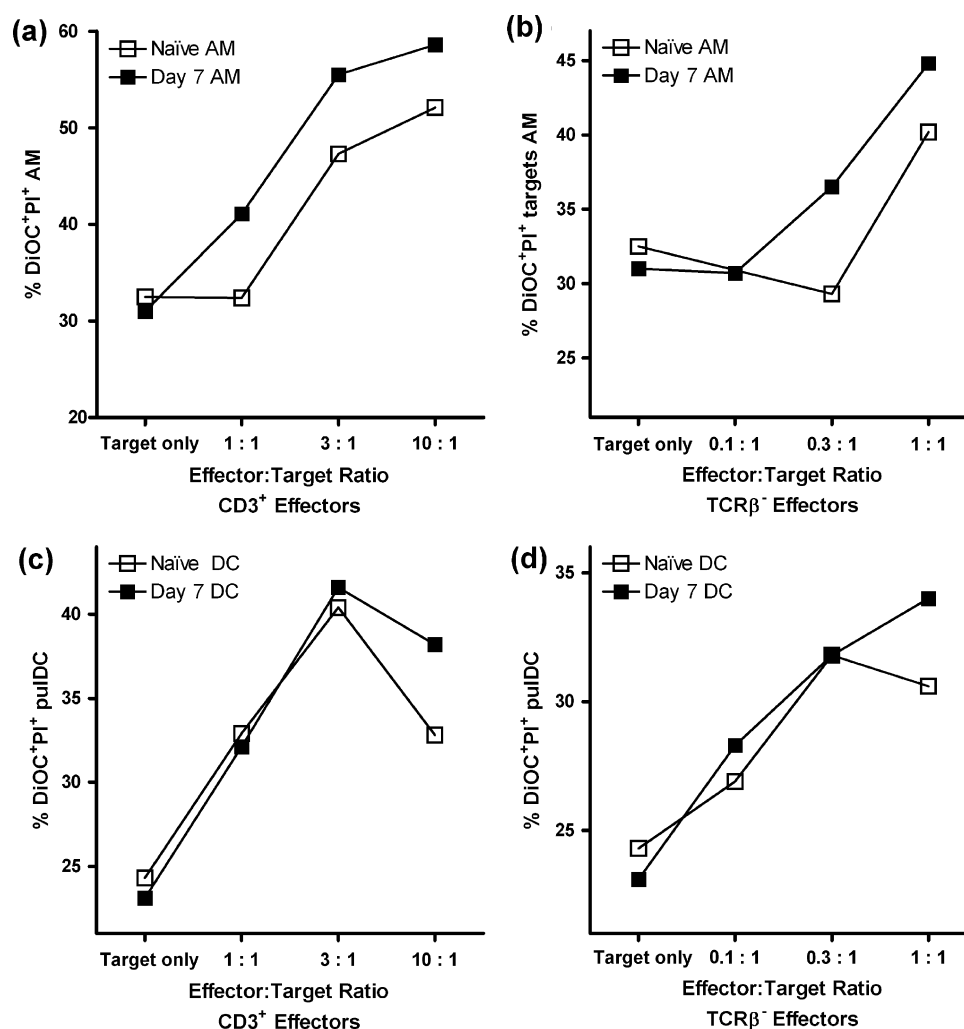 (a)
Naïve AM
Day 7 AM
% DiOC⁺PI⁺ AM
60
50
40
30
20
Target only 1 : 1 3 : 1 10 : 1
Effector:Target Ratio
CD3⁺ Effectors
(b)
Naïve AM
Day 7 AM
% DiOC⁺PI⁺ targets AM
45
40
35
30
25
Target only 0.1 : 1 0.3 : 1 1 : 1
Effector:Target Ratio
TCRβ⁻ Effectors
(c)
Naïve DC
Day 7 DC
% DiOC⁺PI⁺ pulDC
40
35
30
25
Target only 1 : 1 3 : 1 10 : 1
Effector:Target Ratio
CD3⁺ Effectors
(d)
Naïve DC
Day 7 DC
% DiOC⁺PI⁺ pulDC
35
30
25
Target only 0.1 : 1 0.3 : 1 1 : 1
Effector:Target Ratio
TCRβ⁻ Effectors